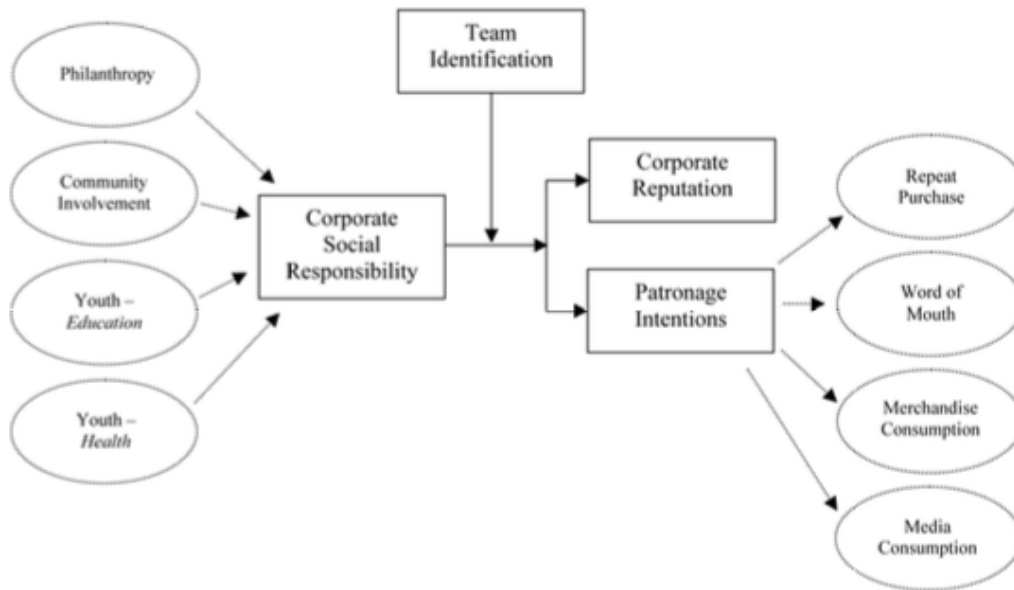 Team
Identification
Philanthropy
Community
Involvement
Youth –
Education
Youth –
Health
Corporate
Social
Responsibility
Corporate
Reputation
Patronage
Intentions
Repeat
Purchase
Word of
Mouth
Merchandise
Consumption
Media
Consumption